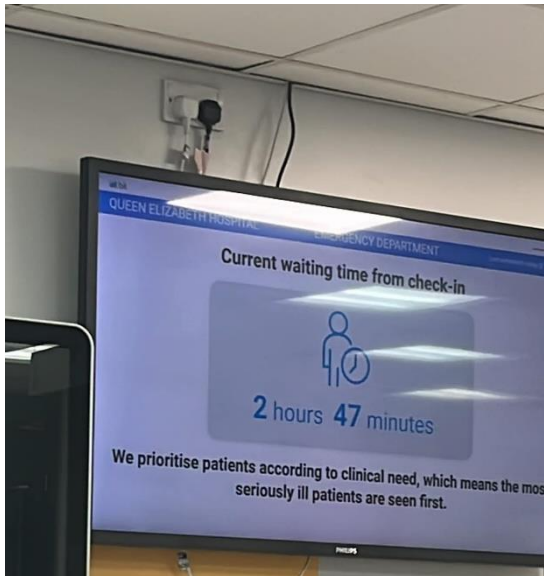 QUEEN ELIZABETH HOSPITAL
EMERGENCY DEPARTMENT
Current waiting time from check-in
2 hours 47 minutes
We prioritise patients according to clinical need, which means the mos
seriously ill patients are seen first.
PHILIPS